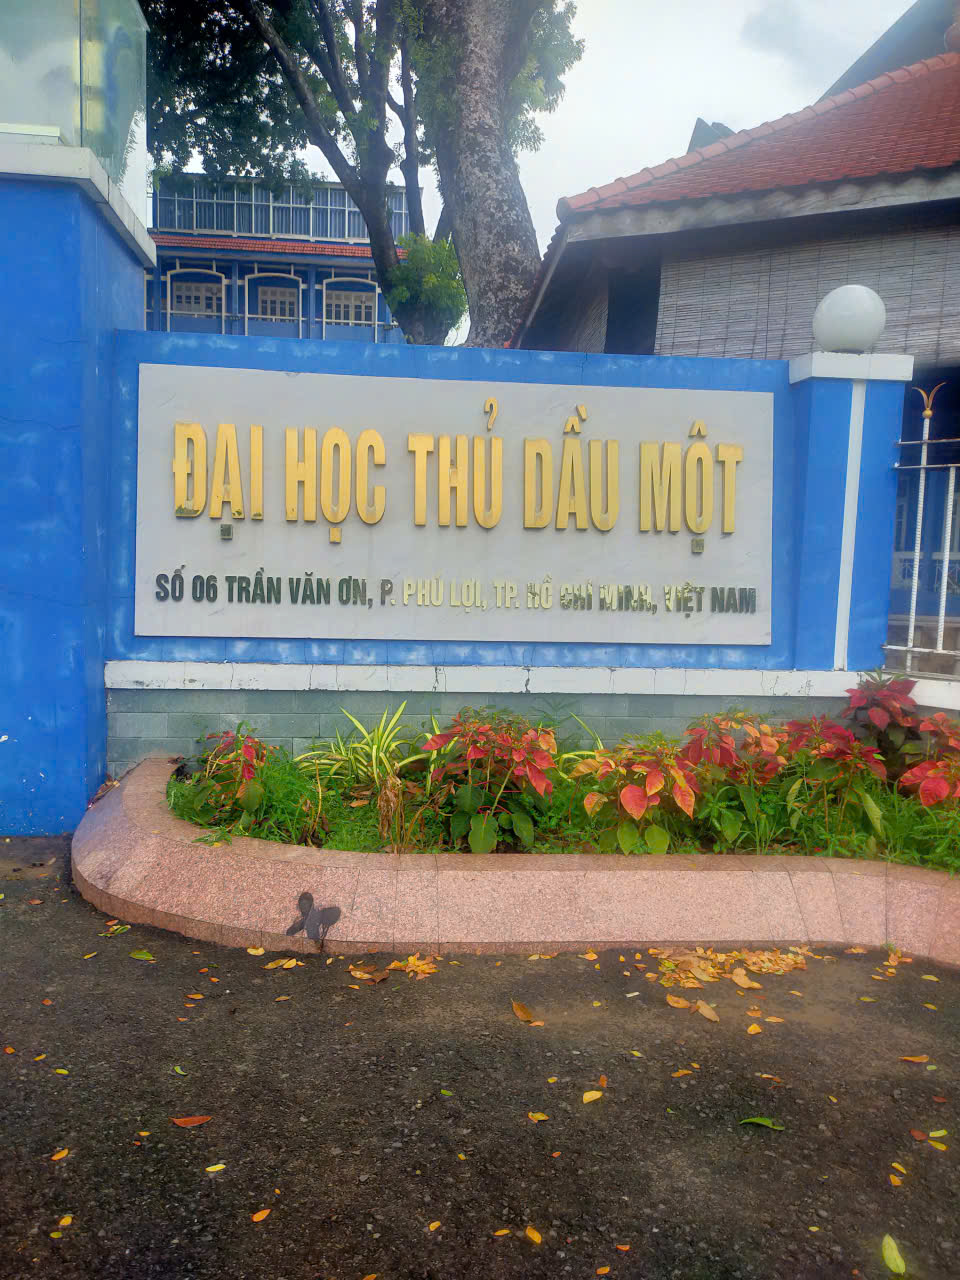 ĐẠI HỌC THỦ DẦU MỘT
SỐ 06 TRẦN VĂN ƠN, P. PHÚ LỢI, TP. HỒ CHÍ MINH, VIỆT NAM